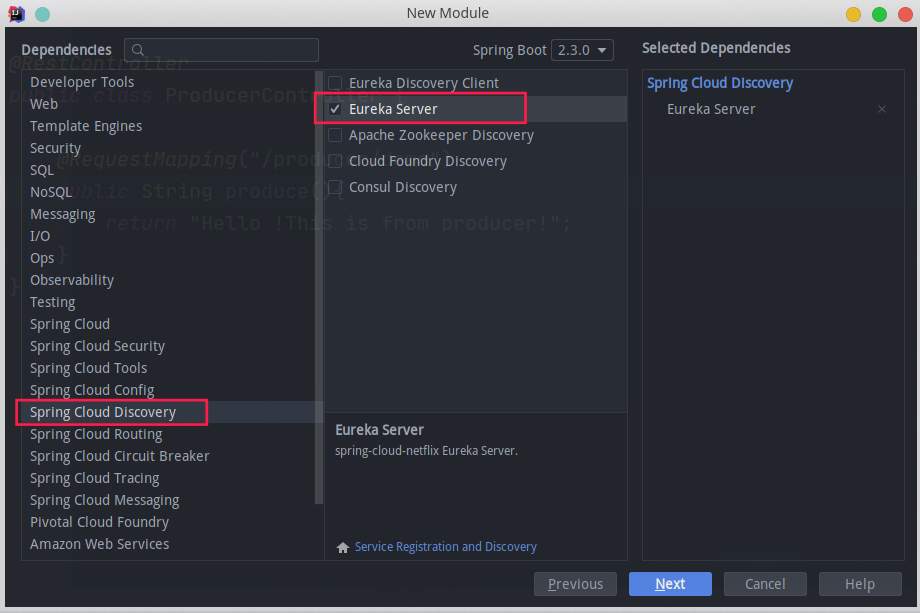 New Module
Dependencies
Spring Boot 2.3.0
Selected Dependencies
Developer Tools
Web
Template Engines
Security
SQL
NoSQL
Messaging
I/O
Ops
Observability
Testing
Spring Cloud
Spring Cloud Security
Spring Cloud Tools
Spring Cloud Config
Spring Cloud Discovery
Spring Cloud Routing
Spring Cloud Circuit Breaker
Spring Cloud Tracing
Spring Cloud Messaging
Pivotal Cloud Foundry
Amazon Web Services
Eureka Discovery Client
Eureka Server
Apache Zookeeper Discovery
Cloud Foundry Discovery
Consul Discovery
Eureka Server
spring-cloud-netflix Eureka Server.
Service Registration and Discovery
Spring Cloud Discovery
Eureka Server
@RestController
public class ProducerController {
public String produce(){
return "Hello !This is from producer!";
}
}
Previous
Next
Cancel
Help